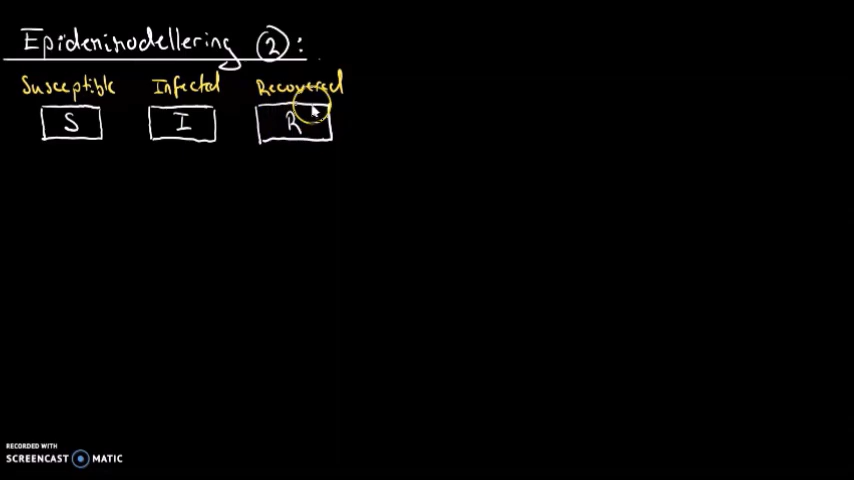 Epidemimodellering ②:
Susceptible Infected Recovered
S I R
RECORDED WITH
SCREENCAST MATIC